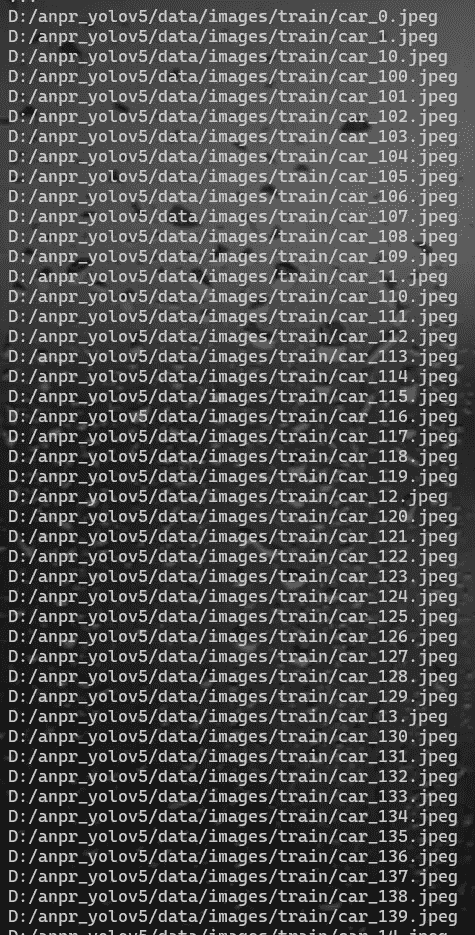 D:/anpr_yolov5/data/images/train/car_0.jpeg
D:/anpr_yolov5/data/images/train/car_1.jpeg
D:/anpr_yolov5/data/images/train/car_10.jpeg
D:/anpr_yolov5/data/images/train/car_100.jpeg
D:/anpr_yolov5/data/images/train/car_101.jpeg
D:/anpr_yolov5/data/images/train/car_102.jpeg
D:/anpr_yolov5/data/images/train/car_103.jpeg
D:/anpr_yolov5/data/images/train/car_104.jpeg
D:/anpr_yolov5/data/images/train/car_105.jpeg
D:/anpr_yolov5/data/images/train/car_106.jpeg
D:/anpr_yolov5/data/images/train/car_107.jpeg
D:/anpr_yolov5/data/images/train/car_108.jpeg
D:/anpr_yolov5/data/images/train/car_109.jpeg
D:/anpr_yolov5/data/images/train/car_11.jpeg
D:/anpr_yolov5/data/images/train/car_110.jpeg
D:/anpr_yolov5/data/images/train/car_111.jpeg
D:/anpr_yolov5/data/images/train/car_112.jpeg
D:/anpr_yolov5/data/images/train/car_113.jpeg
D:/anpr_yolov5/data/images/train/car_114.jpeg
D:/anpr_yolov5/data/images/train/car_115.jpeg
D:/anpr_yolov5/data/images/train/car_116.jpeg
D:/anpr_yolov5/data/images/train/car_117.jpeg
D:/anpr_yolov5/data/images/train/car_118.jpeg
D:/anpr_yolov5/data/images/train/car_119.jpeg
D:/anpr_yolov5/data/images/train/car_12.jpeg
D:/anpr_yolov5/data/images/train/car_120.jpeg
D:/anpr_yolov5/data/images/train/car_121.jpeg
D:/anpr_yolov5/data/images/train/car_122.jpeg
D:/anpr_yolov5/data/images/train/car_123.jpeg
D:/anpr_yolov5/data/images/train/car_124.jpeg
D:/anpr_yolov5/data/images/train/car_125.jpeg
D:/anpr_yolov5/data/images/train/car_126.jpeg
D:/anpr_yolov5/data/images/train/car_127.jpeg
D:/anpr_yolov5/data/images/train/car_128.jpeg
D:/anpr_yolov5/data/images/train/car_129.jpeg
D:/anpr_yolov5/data/images/train/car_13.jpeg
D:/anpr_yolov5/data/images/train/car_130.jpeg
D:/anpr_yolov5/data/images/train/car_131.jpeg
D:/anpr_yolov5/data/images/train/car_132.jpeg
D:/anpr_yolov5/data/images/train/car_133.jpeg
D:/anpr_yolov5/data/images/train/car_134.jpeg
D:/anpr_yolov5/data/images/train/car_135.jpeg
D:/anpr_yolov5/data/images/train/car_136.jpeg
D:/anpr_yolov5/data/images/train/car_137.jpeg
D:/anpr_yolov5/data/images/train/car_138.jpeg
D:/anpr_yolov5/data/images/train/car_139.jpeg